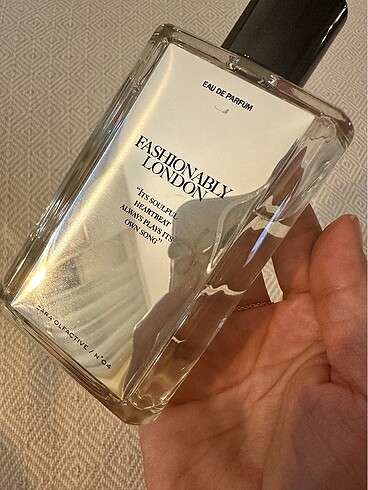 EAU DE PARFUM
FASHIONABLY
LONDON
"ITS SOULFUL
HEARTBEAT
ALWAYS PLAYS ITS
OWN SONG"
ZARA OLFACTIVE / N°04